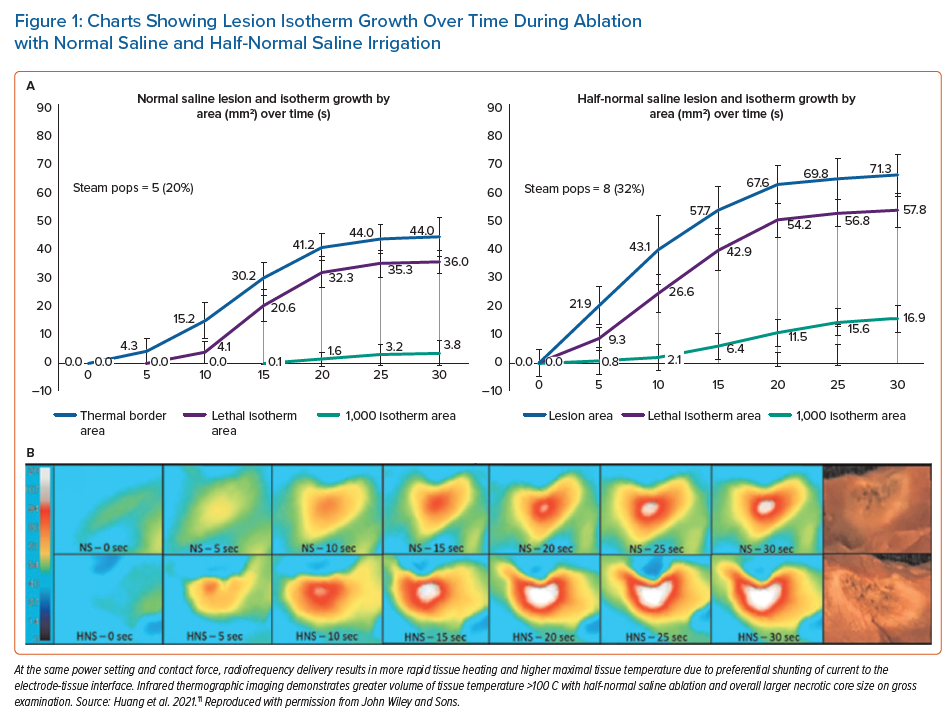 Figure 1: Charts Showing Lesion Isotherm Growth Over Time During Ablation
with Normal Saline and Half-Normal Saline Irrigation
A
Normal saline lesion and isotherm growth by
area (mm²) over time (s)
90
80
70
60
50
40
30
20
10
0
−10
Steam pops = 5 (20%)
0.0
4.3
15.2
30.2
41.2
44.0
44.0
0.0
0.0
4.1
20.6
32.3
35.3
36.0
0.0
0.1
1.6
3.2
3.8
0
5
10
15
20
25
30
Thermal border
area
Lethal isotherm
area
1,000 isotherm area
Half-normal saline lesion and isotherm growth by
area (mm²) over time (s)
90
80
70
60
50
40
30
20
10
0
−10
Steam pops = 8 (32%)
0.0
21.9
43.1
57.7
67.6
69.8
71.3
0.0
9.3
26.6
42.9
54.2
56.8
57.8
0.8
2.1
6.4
11.5
15.6
16.9
0
5
10
15
20
25
30
Lesion area
Lethal isotherm area
1,000 isotherm area
B
NS – 0 sec
NS – 5 sec
NS – 10 sec
NS – 15 sec
NS – 20 sec
NS – 25 sec
NS – 30 sec
HNS – 0 sec
HNS – 5 sec
HNS – 10 sec
HNS – 15 sec
HNS – 20 sec
HNS – 25 sec
HNS – 30 sec
At the same power setting and contact force, radiofrequency delivery results in more rapid tissue heating and higher maximal tissue temperature due to preferential shunting of current to the
electrode-tissue interface. Infrared thermographic imaging demonstrates greater volume of tissue temperature >100 C with half-normal saline ablation and overall larger necrotic core size on gross
examination. Source: Huang et al. 2021.¹¹ Reproduced with permission from John Wiley and Sons.